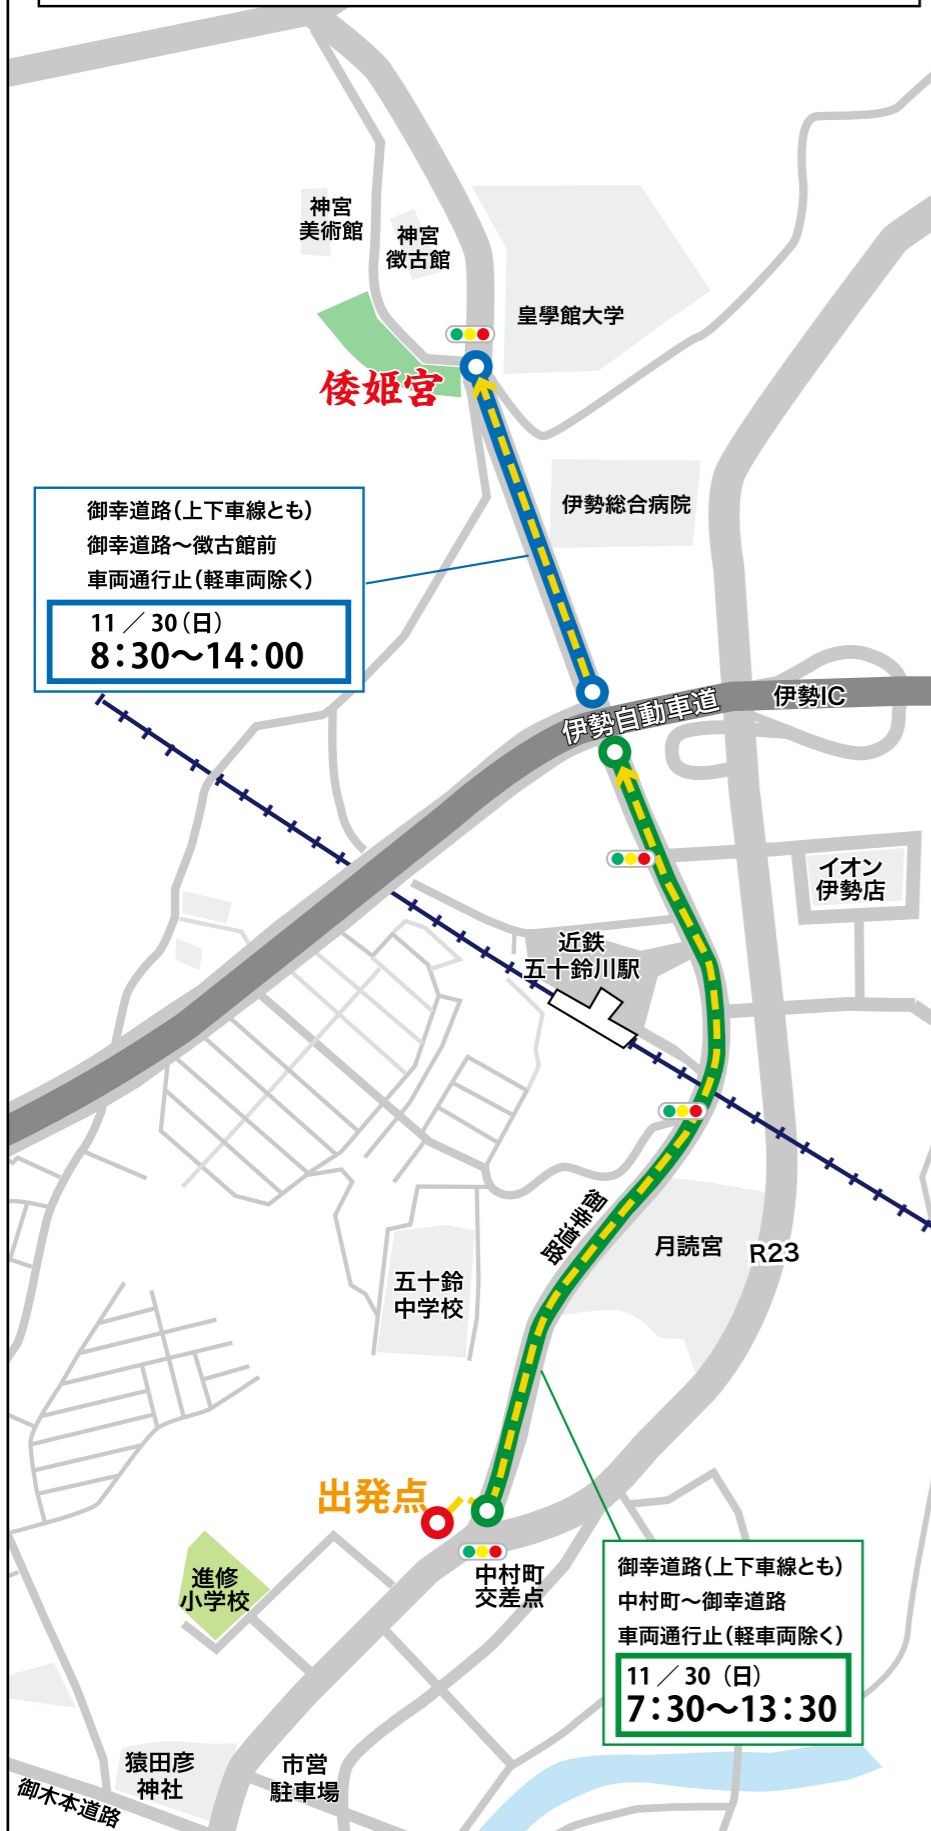 神宮
美術館
神宮
徴古館
皇學館大学
倭姫宮
伊勢総合病院
御幸道路(上下車線とも)
御幸道路〜徴古館前
車両通行止(軽車両除く)
11／30(日)
8:30〜14:00
伊勢自動車道
伊勢IC
イオン
伊勢店
近鉄
五十鈴川駅
御幸道路
月読宮
R23
五十鈴
中学校
出発点
中村町
交差点
進修
小学校
御幸道路(上下車線とも)
中村町〜御幸道路
車両通行止(軽車両除く)
11／30(日)
7:30〜13:30
猿田彦
神社
市営
駐車場
御木本道路